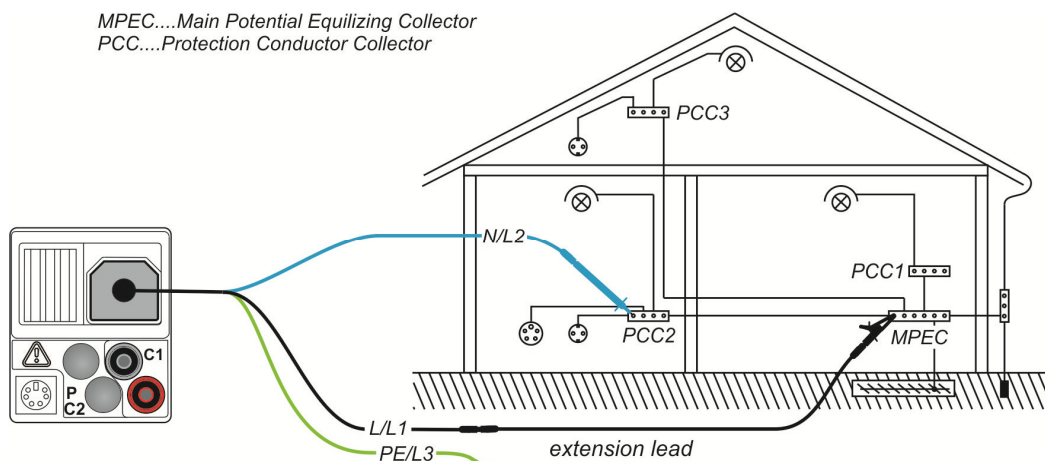 MPEC....Main Potential Equilizing Collector
PCC....Protection Conductor Collector
PCC3
N/L2
PCC1
PCC2
MPEC
C1
P
C2
L/L1
extension lead
PE/L3